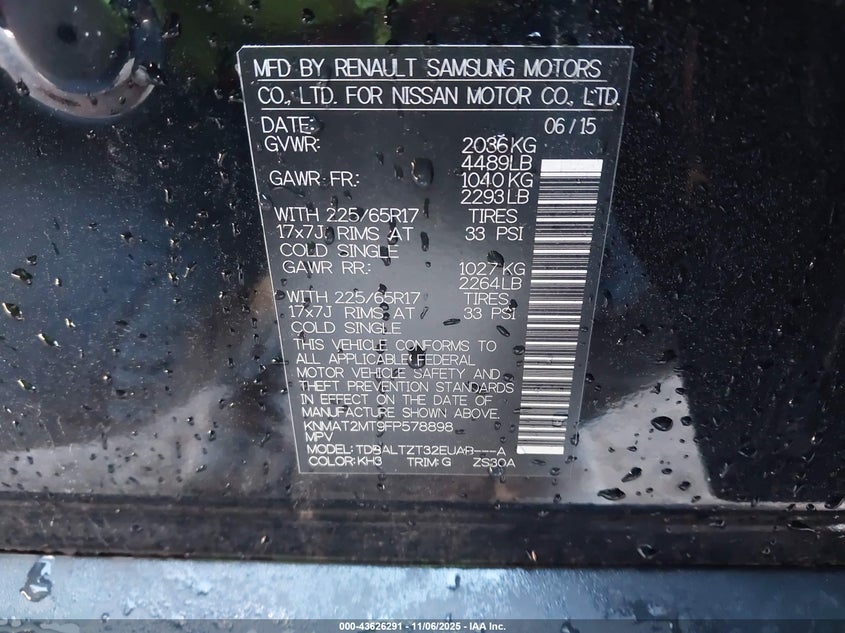 MFD BY RENAULT SAMSUNG MOTORS
CO., LTD. FOR NISSAN MOTOR CO., LTD.
DATE: 06/15
GVWR: 2036KG
4489LB
GAWR FR: 1040KG
2293LB
WITH 225/65R17 TIRES
17x7J RIMS AT 33 PSI
COLD SINGLE
GAWR RR: 1027KG
2264LB
WITH 225/65R17 TIRES
17x7J RIMS AT 33 PSI
COLD SINGLE
THIS VEHICLE CONFORMS TO
ALL APPLICABLE FEDERAL
MOTOR VEHICLE SAFETY AND
THEFT PREVENTION STANDARDS
IN EFFECT ON THE DATE OF
MANUFACTURE SHOWN ABOVE.
KNMAT2MT9FP578898
MPV
MODEL: TDBALTZT32EUAB---A
COLOR: KH3 TRIM: G ZS30A
000-43626291 - 11/06/2025 - IAA Inc.